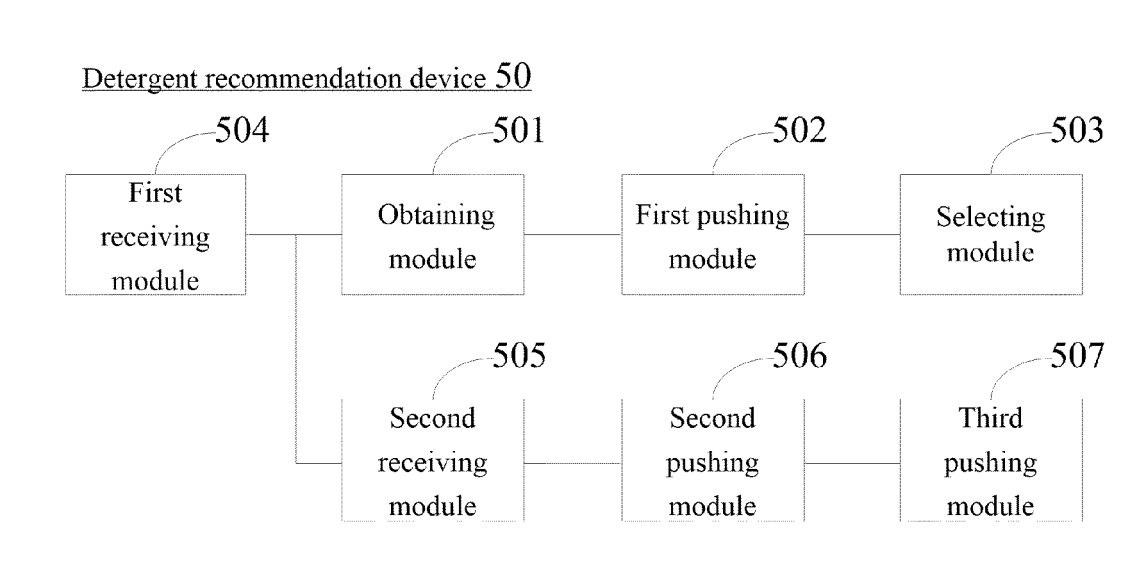 Detergent recommendation device 50
504
501
502
503
First
receiving
module
Obtaining
module
First pushing
module
Selecting
module
505
506
507
Second
receiving
module
Second
pushing
module
Third
pushing
module